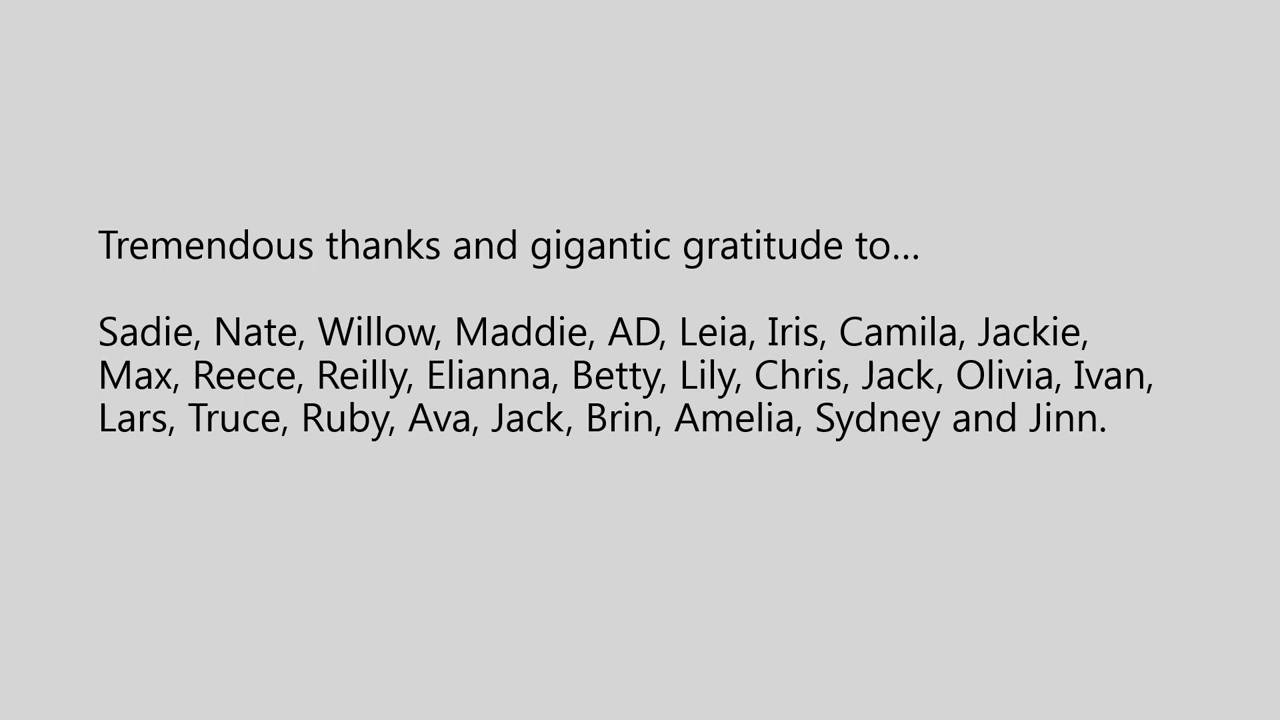 Tremendous thanks and gigantic gratitude to...
Sadie, Nate, Willow, Maddie, AD, Leia, Iris, Camila, Jackie,
Max, Reece, Reilly, Elianna, Betty, Lily, Chris, Jack, Olivia, Ivan,
Lars, Truce, Ruby, Ava, Jack, Brin, Amelia, Sydney and Jinn.